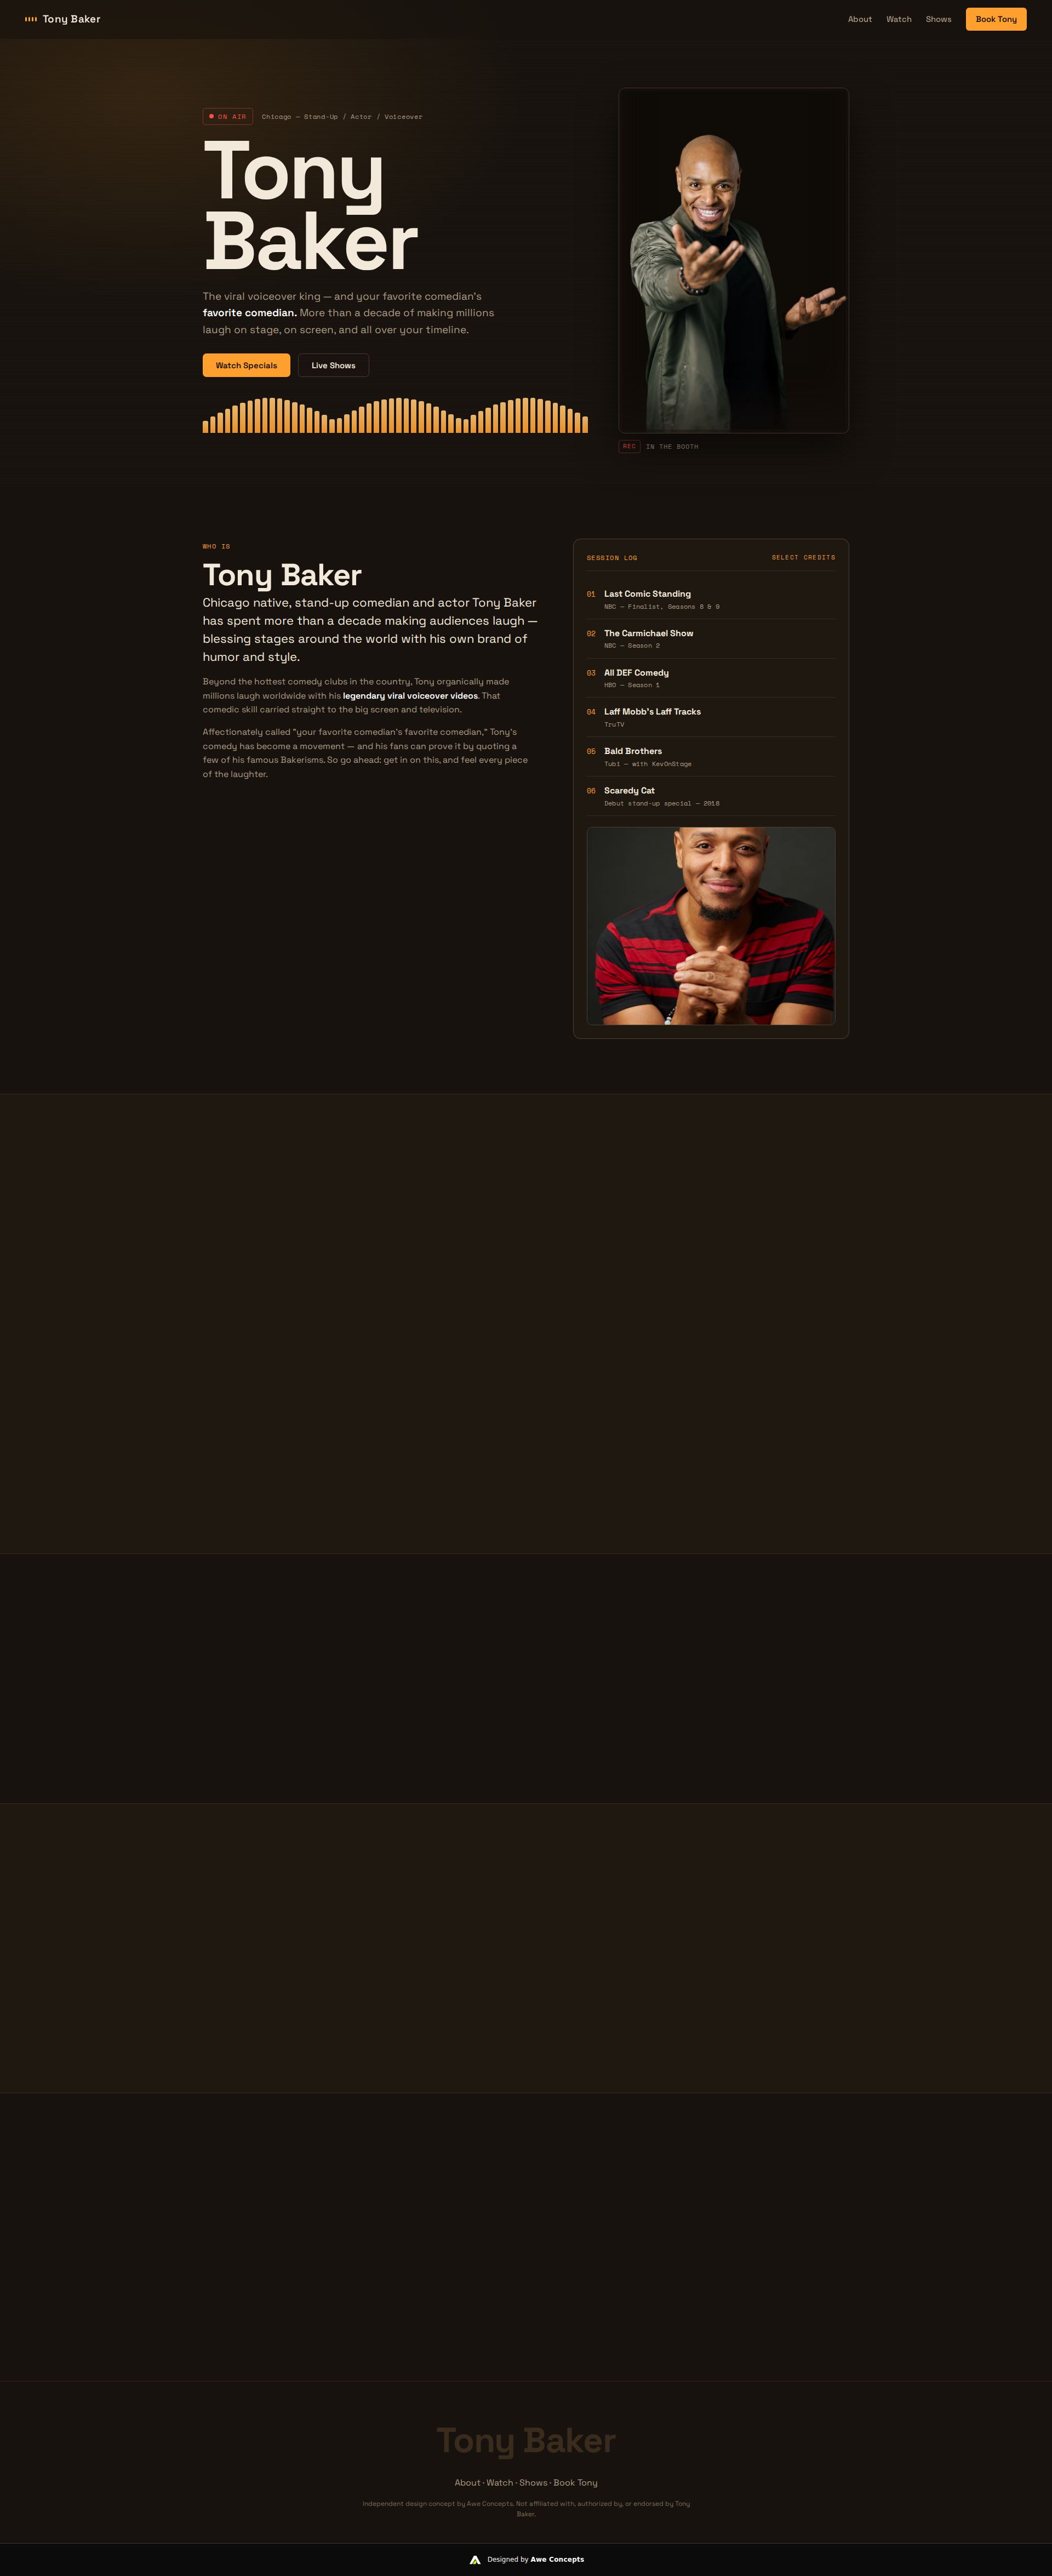 Tony Baker
About
Watch
Shows
Book Tony
ON AIR
Chicago — Stand-Up / Actor / Voiceover
Tony
Baker
The viral voiceover king — and your favorite comedian's
favorite comedian. More than a decade of making millions
laugh on stage, on screen, and all over your timeline.
Watch Specials
Live Shows
REC
IN THE BOOTH
WHO IS
Tony Baker
Chicago native, stand-up comedian and actor Tony Baker
has spent more than a decade making audiences laugh —
blessing stages around the world with his own brand of
humor and style.
Beyond the hottest comedy clubs in the country, Tony organically made
millions laugh worldwide with his legendary viral voiceover videos. That
comedic skill carried straight to the big screen and television.
Affectionately called "your favorite comedian's favorite comedian," Tony's
comedy has become a movement — and his fans can prove it by quoting a
few of his famous Bakerisms. So go ahead: get in on this, and feel every piece
of the laughter.
SESSION LOG
SELECT CREDITS
01 Last Comic Standing
NBC — Finalist, Seasons 8 & 9
02 The Carmichael Show
NBC — Season 2
03 All DEF Comedy
HBO — Season 1
04 Laff Mobb's Laff Tracks
TruTV
05 Bald Brothers
Tubi — with KevOnStage
06 Scaredy Cat
Debut stand-up special — 2018
Tony Baker
About · Watch · Shows · Book Tony
Independent design concept by Awe Concepts. Not affiliated with, authorized by, or endorsed by Tony
Baker.
Designed by Awe Concepts